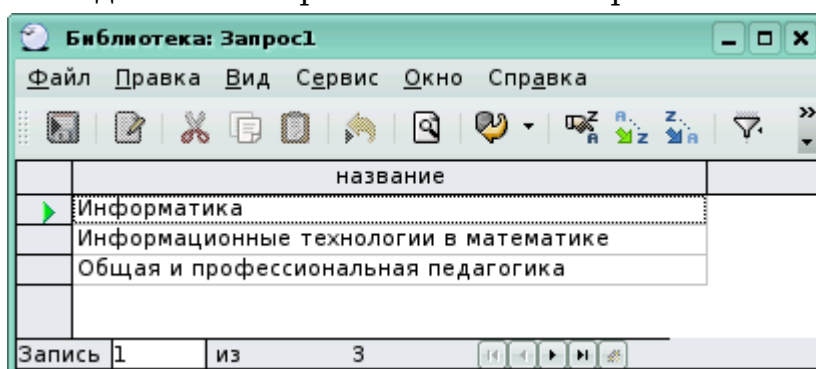 Библиотека: Запрос1
Файл Правка Вид Сервис Окно Справка
название
Информатика
Информационные технологии в математике
Общая и профессиональная педагогика
Запись 1 из 3